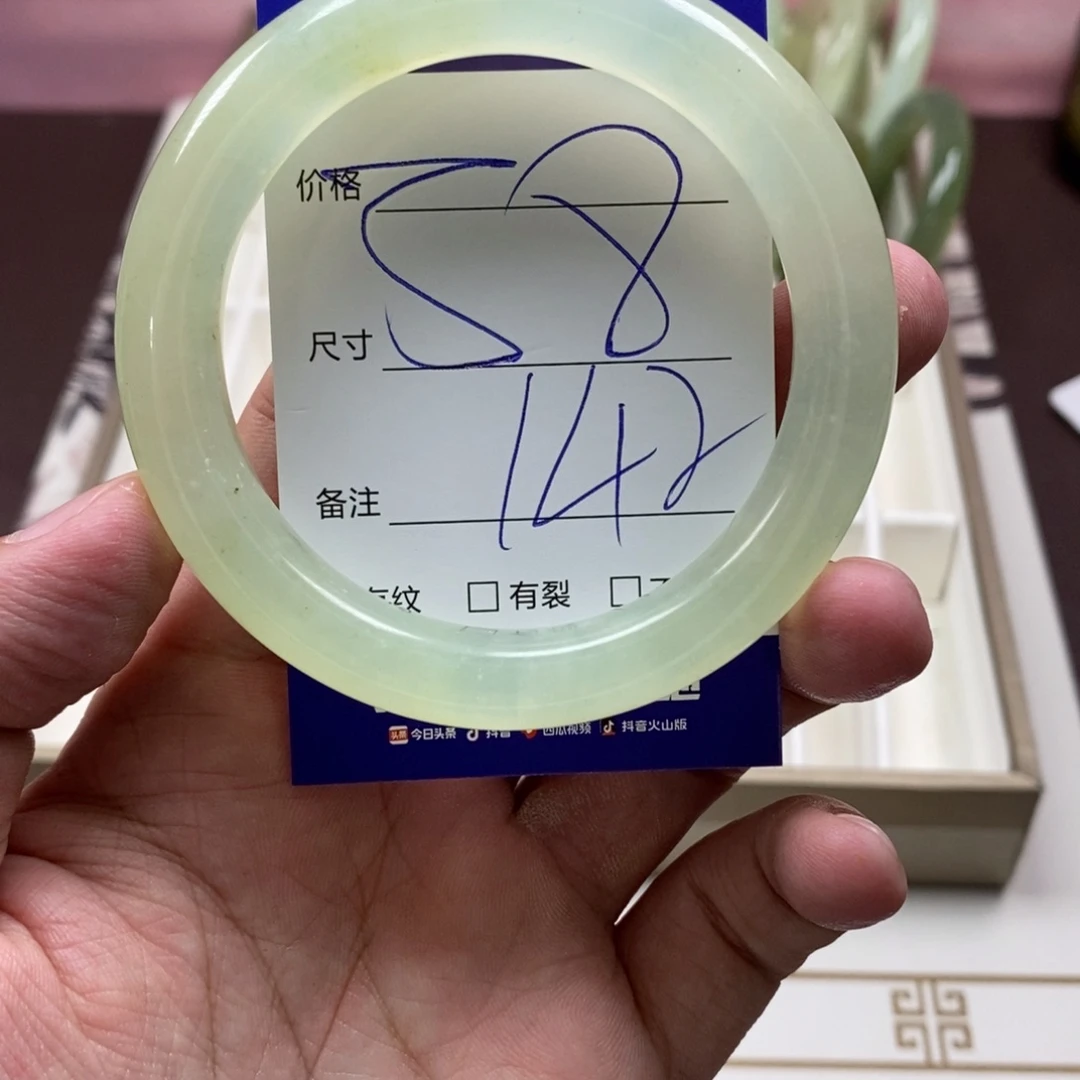 价格 58
尺寸
备注 142
有纹 □有裂 □
今日头条 抖音 西瓜视频 抖音火山版